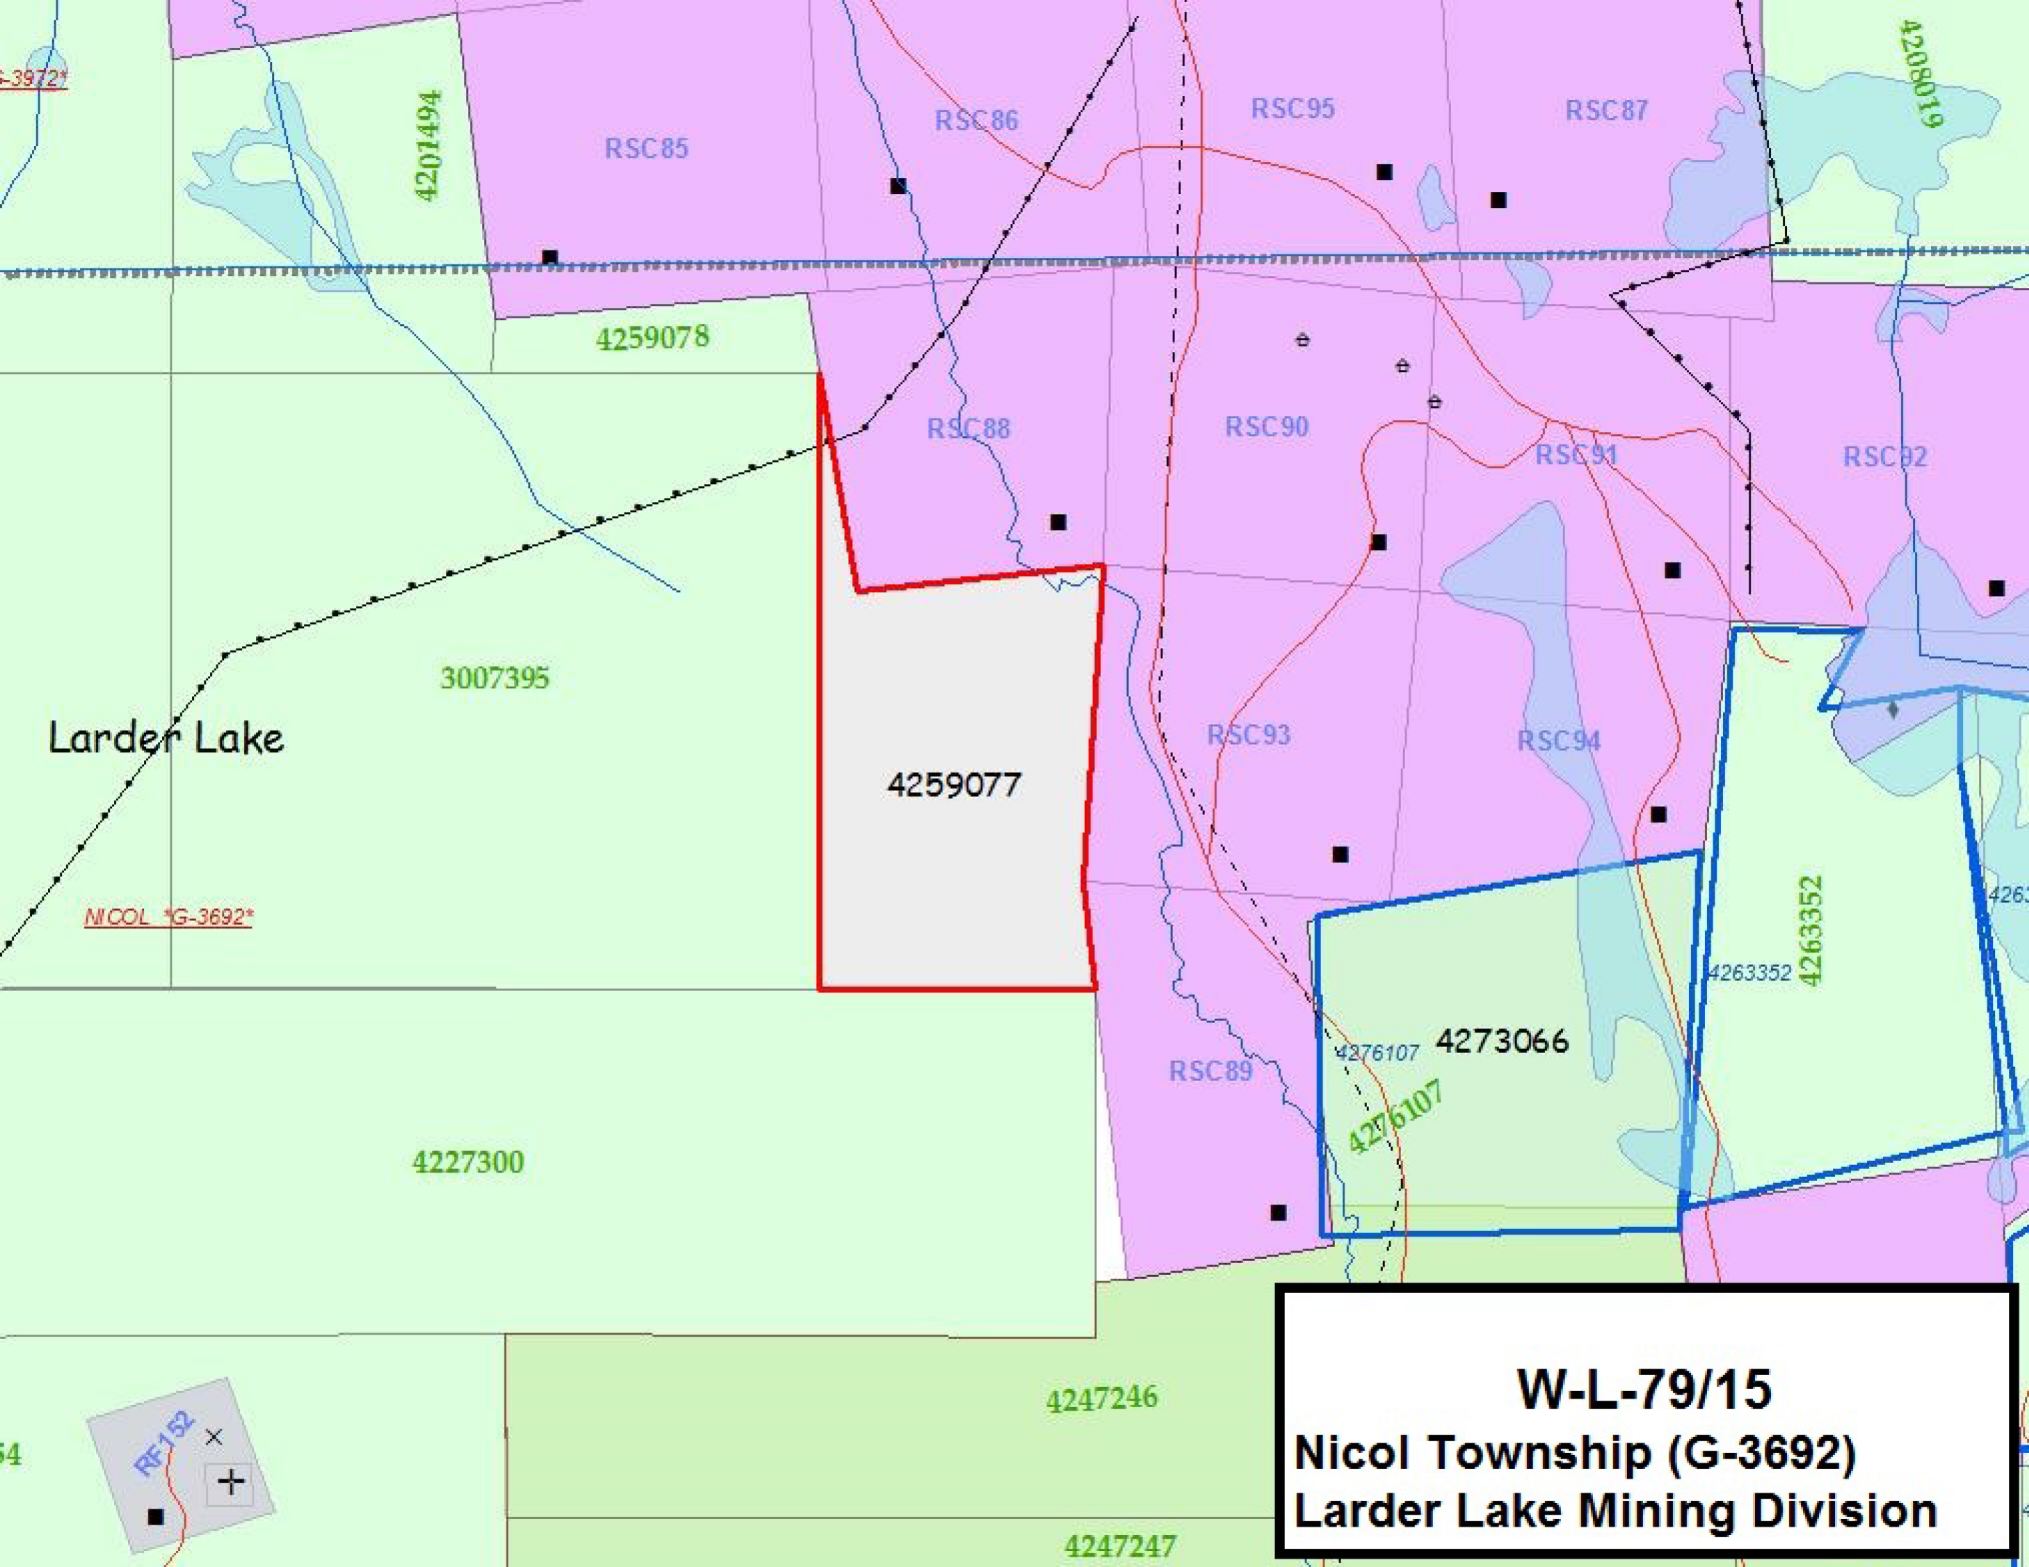 G-3972*
4201494
RSC85
RSC86
RSC95
RSC87
4208019
4259078
RSC88
RSC90
RSC91
RSC92
3007395
Larder Lake
4259077
RSC93
RSC94
NICOL *G-3692*
4263352
4263352
4263
4276107
4273066
4276107
RSC89
4227300
4247246
RF152
54
4247247
W-L-79/15
Nicol Township (G-3692)
Larder Lake Mining Division